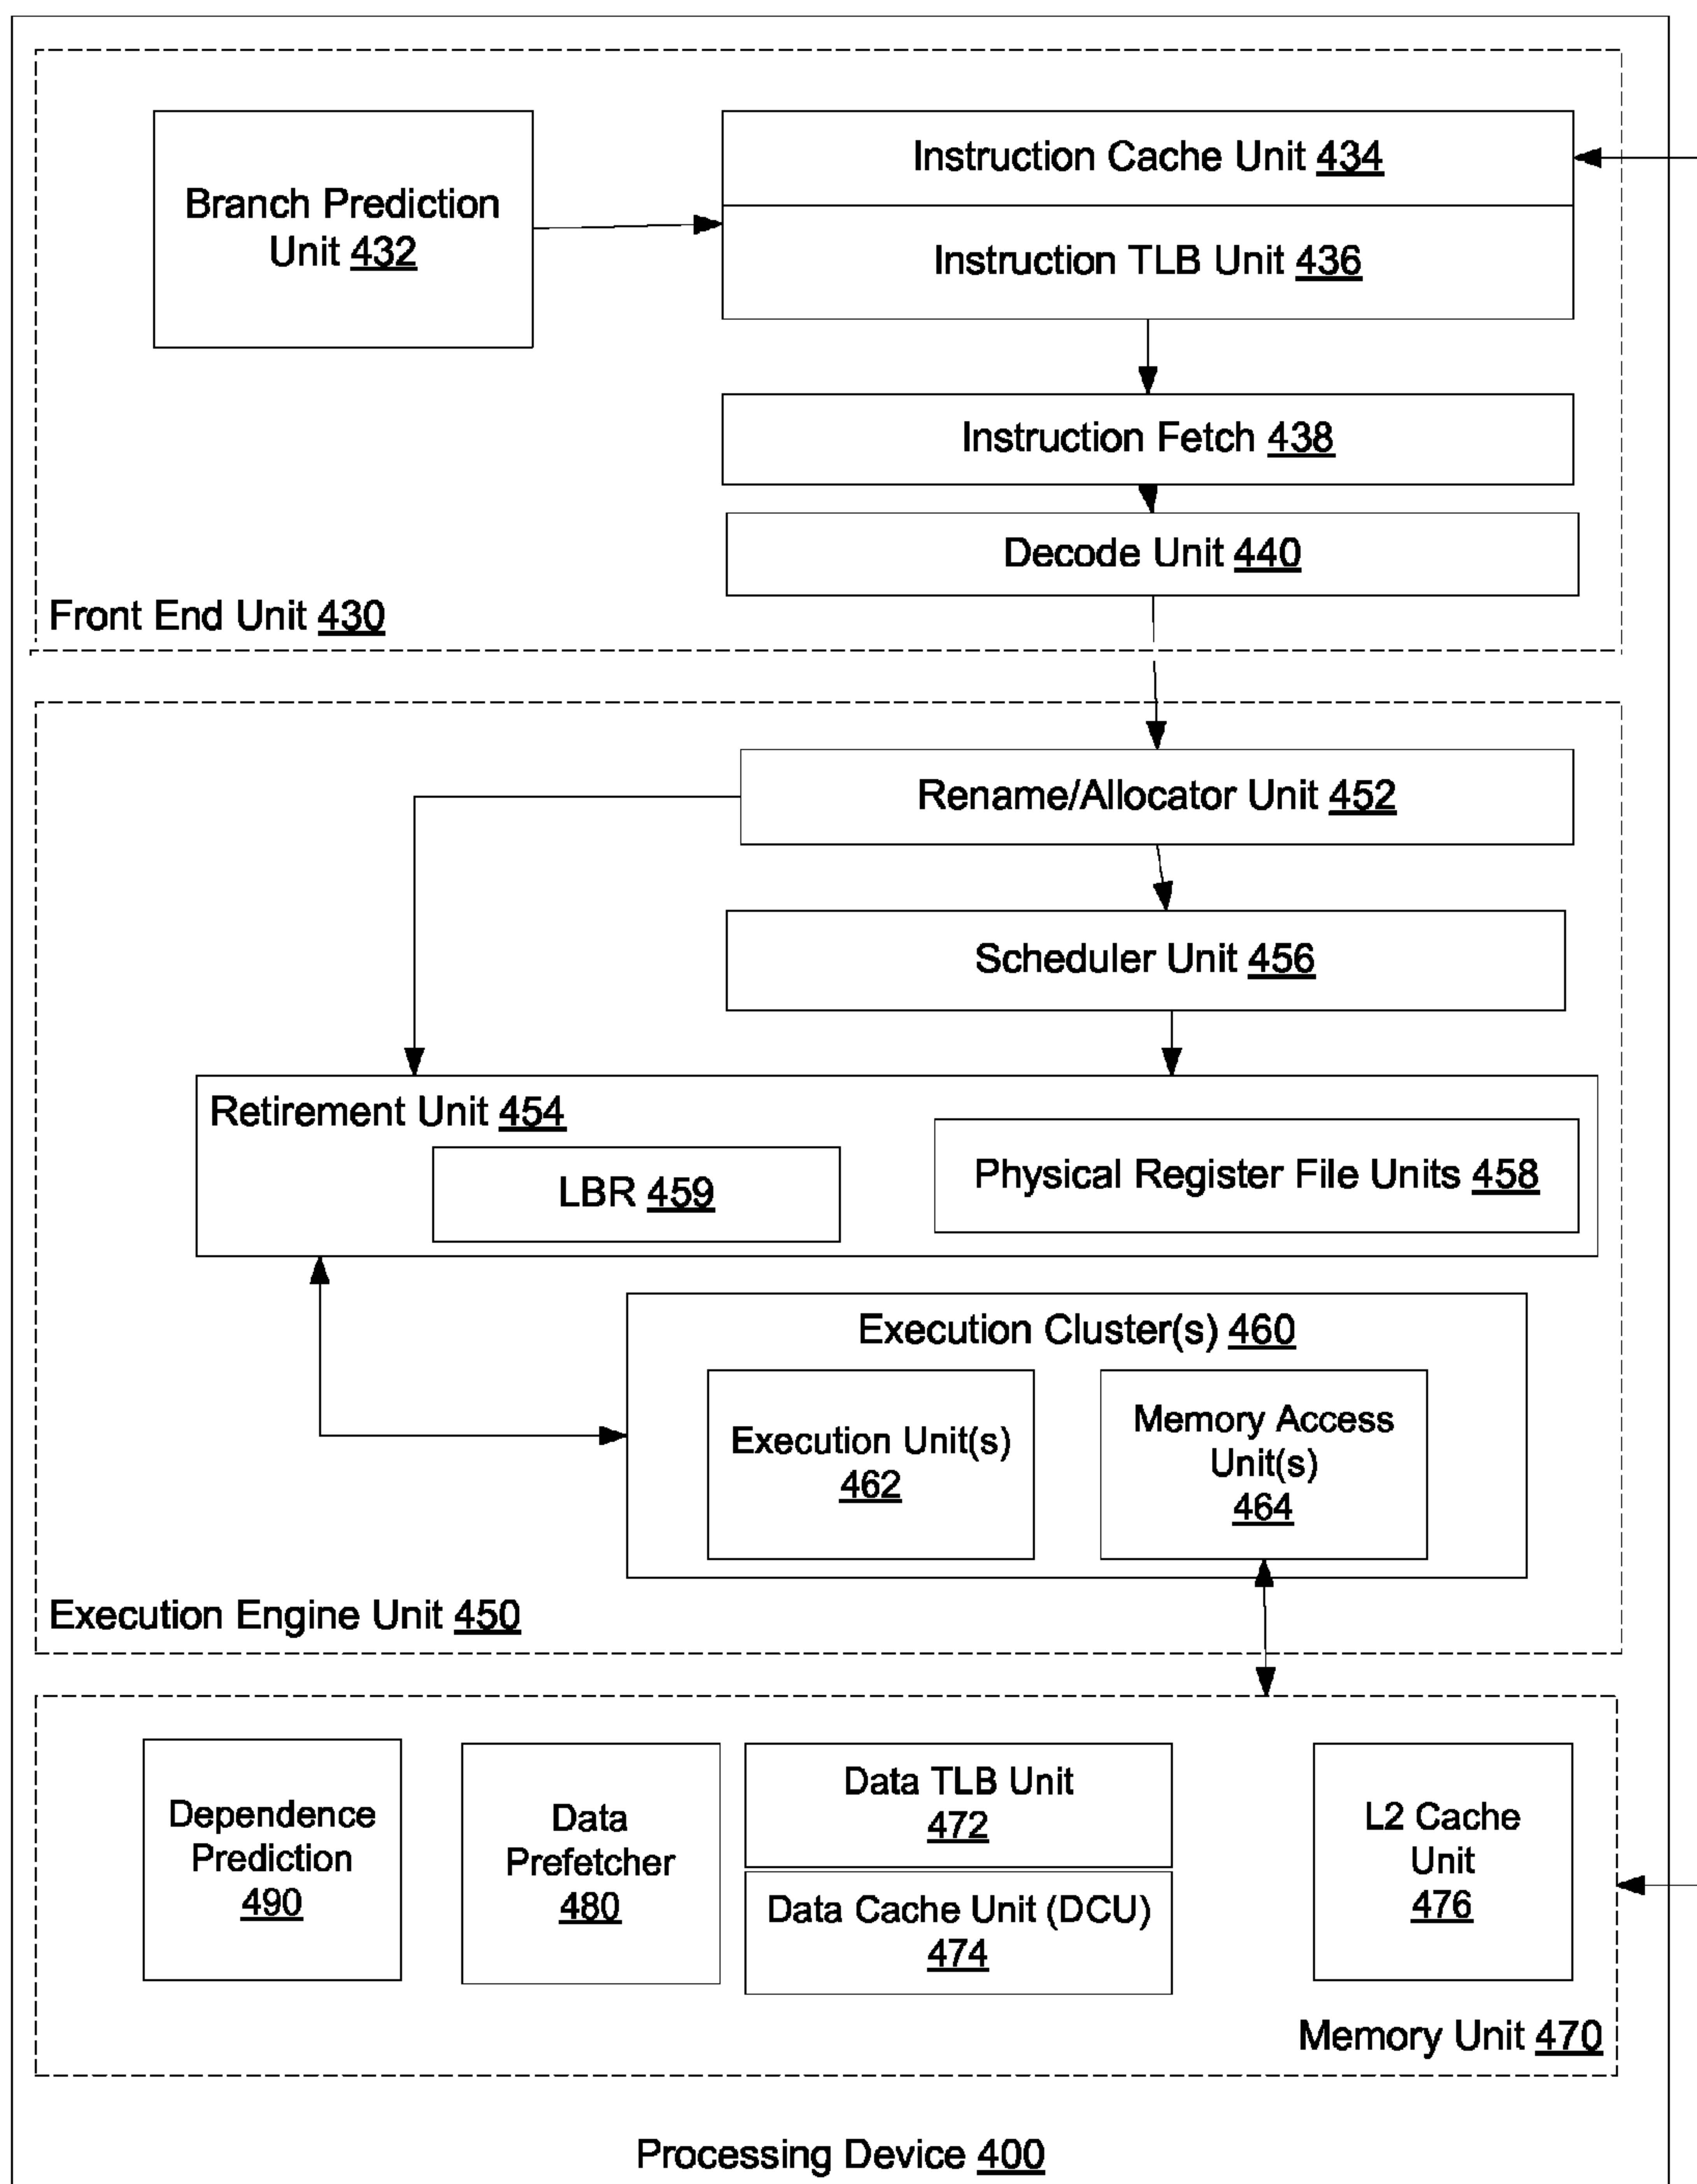 Branch Prediction
Unit 432
Instruction Cache Unit 434
Instruction TLB Unit 436
Instruction Fetch 438
Decode Unit 440
Front End Unit 430
Rename/Allocator Unit 452
Scheduler Unit 456
Retirement Unit 454
LBR 459
Physical Register File Units 458
Execution Cluster(s) 460
Execution Unit(s)
462
Memory Access
Unit(s)
464
Execution Engine Unit 450
Dependence
Prediction
490
Data
Prefetcher
480
Data TLB Unit
472
Data Cache Unit (DCU)
474
L2 Cache
Unit
476
Memory Unit 470
Processing Device 400